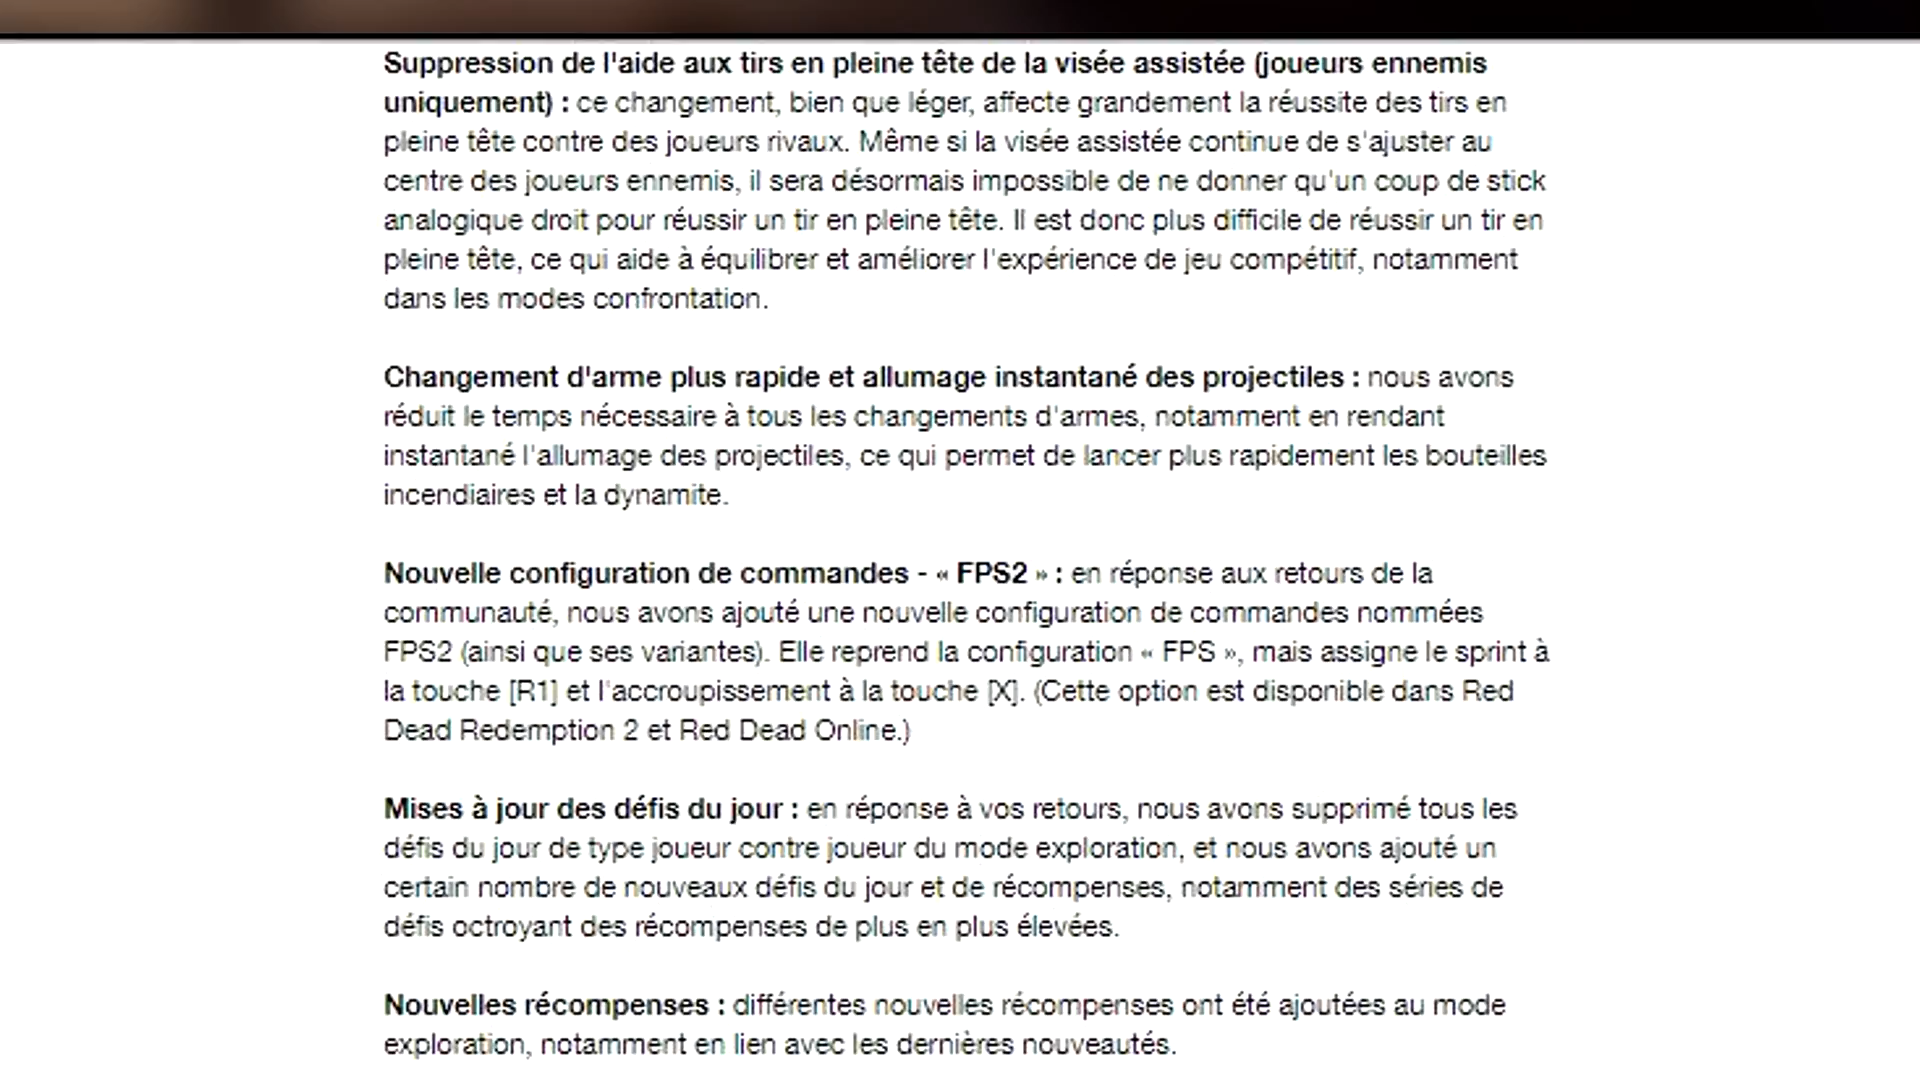 Suppression de l'aide aux tirs en pleine tête de la visée assistée (joueurs ennemis
uniquement) : ce changement, bien que léger, affecte grandement la réussite des tirs en
pleine tête contre des joueurs rivaux. Même si la visée assistée continue de s'ajuster au
centre des joueurs ennemis, il sera désormais impossible de ne donner qu'un coup de stick
analogique droit pour réussir un tir en pleine tête. Il est donc plus difficile de réussir un tir en
pleine tête, ce qui aide à équilibrer et améliorer l'expérience de jeu compétitif, notamment
dans les modes confrontation.
Changement d'arme plus rapide et allumage instantané des projectiles : nous avons
réduit le temps nécessaire à tous les changements d'armes, notamment en rendant
instantané l'allumage des projectiles, ce qui permet de lancer plus rapidement les bouteilles
incendiaires et la dynamite.
Nouvelle configuration de commandes - « FPS2 » : en réponse aux retours de la
communauté, nous avons ajouté une nouvelle configuration de commandes nommées
FPS2 (ainsi que ses variantes). Elle reprend la configuration « FPS », mais assigne le sprint à
la touche [R1] et l'accroupissement à la touche [X]. (Cette option est disponible dans Red
Dead Redemption 2 et Red Dead Online.)
Mises à jour des défis du jour : en réponse à vos retours, nous avons supprimé tous les
défis du jour de type joueur contre joueur du mode exploration, et nous avons ajouté un
certain nombre de nouveaux défis du jour et de récompenses, notamment des séries de
défis octroyant des récompenses de plus en plus élevées.
Nouvelles récompenses : différentes nouvelles récompenses ont été ajoutées au mode
exploration, notamment en lien avec les dernières nouveautés.